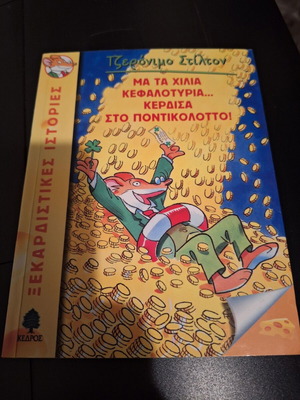 Τζερόνιμο Στίλτον
ΜΑ ΤΑ ΧΙΛΙΑ
ΚΕΦΑΛΟΤΥΡΙΑ...
ΚΕΡΔΙΣΑ
ΣΤΟ ΠΟΝΤΙΚΟΛΟΤΤΟ!
ΞΕΚΑΡΔΙΣΤΙΚΕΣ ΙΣΤΟΡΙΕΣ
ΚΕΔΡΟΣ